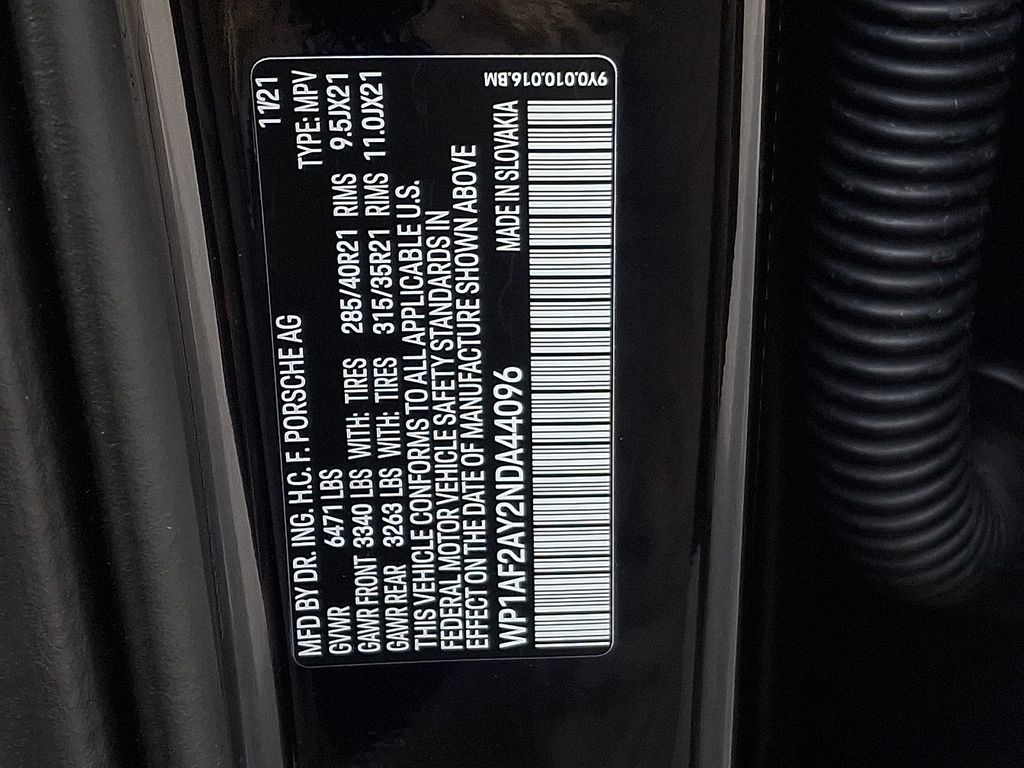 MFD BY DR. ING. H.C. F. PORSCHE AG 11/21
GVWR 6471 LBS TYPE: MPV
GAWR FRONT 3340 LBS WITH: TIRES 285/40R21 RIMS 9.5JX21
GAWR REAR 3263 LBS WITH: TIRES 315/35R21 RIMS 11.0JX21
THIS VEHICLE CONFORMS TO ALL APPLICABLE U.S.
FEDERAL MOTOR VEHICLE SAFETY STANDARDS IN
EFFECT ON THE DATE OF MANUFACTURE SHOWN ABOVE
WP1AF2AY2NDA44096 MADE IN SLOVAKIA
9Y0.010.016.BM